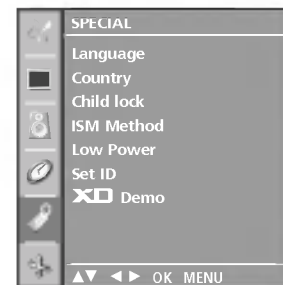 SPECIAL
Language
Country
Child lock
ISM Method
Low Power
Set ID
XD Demo
▲▼ ◄► OK MENU